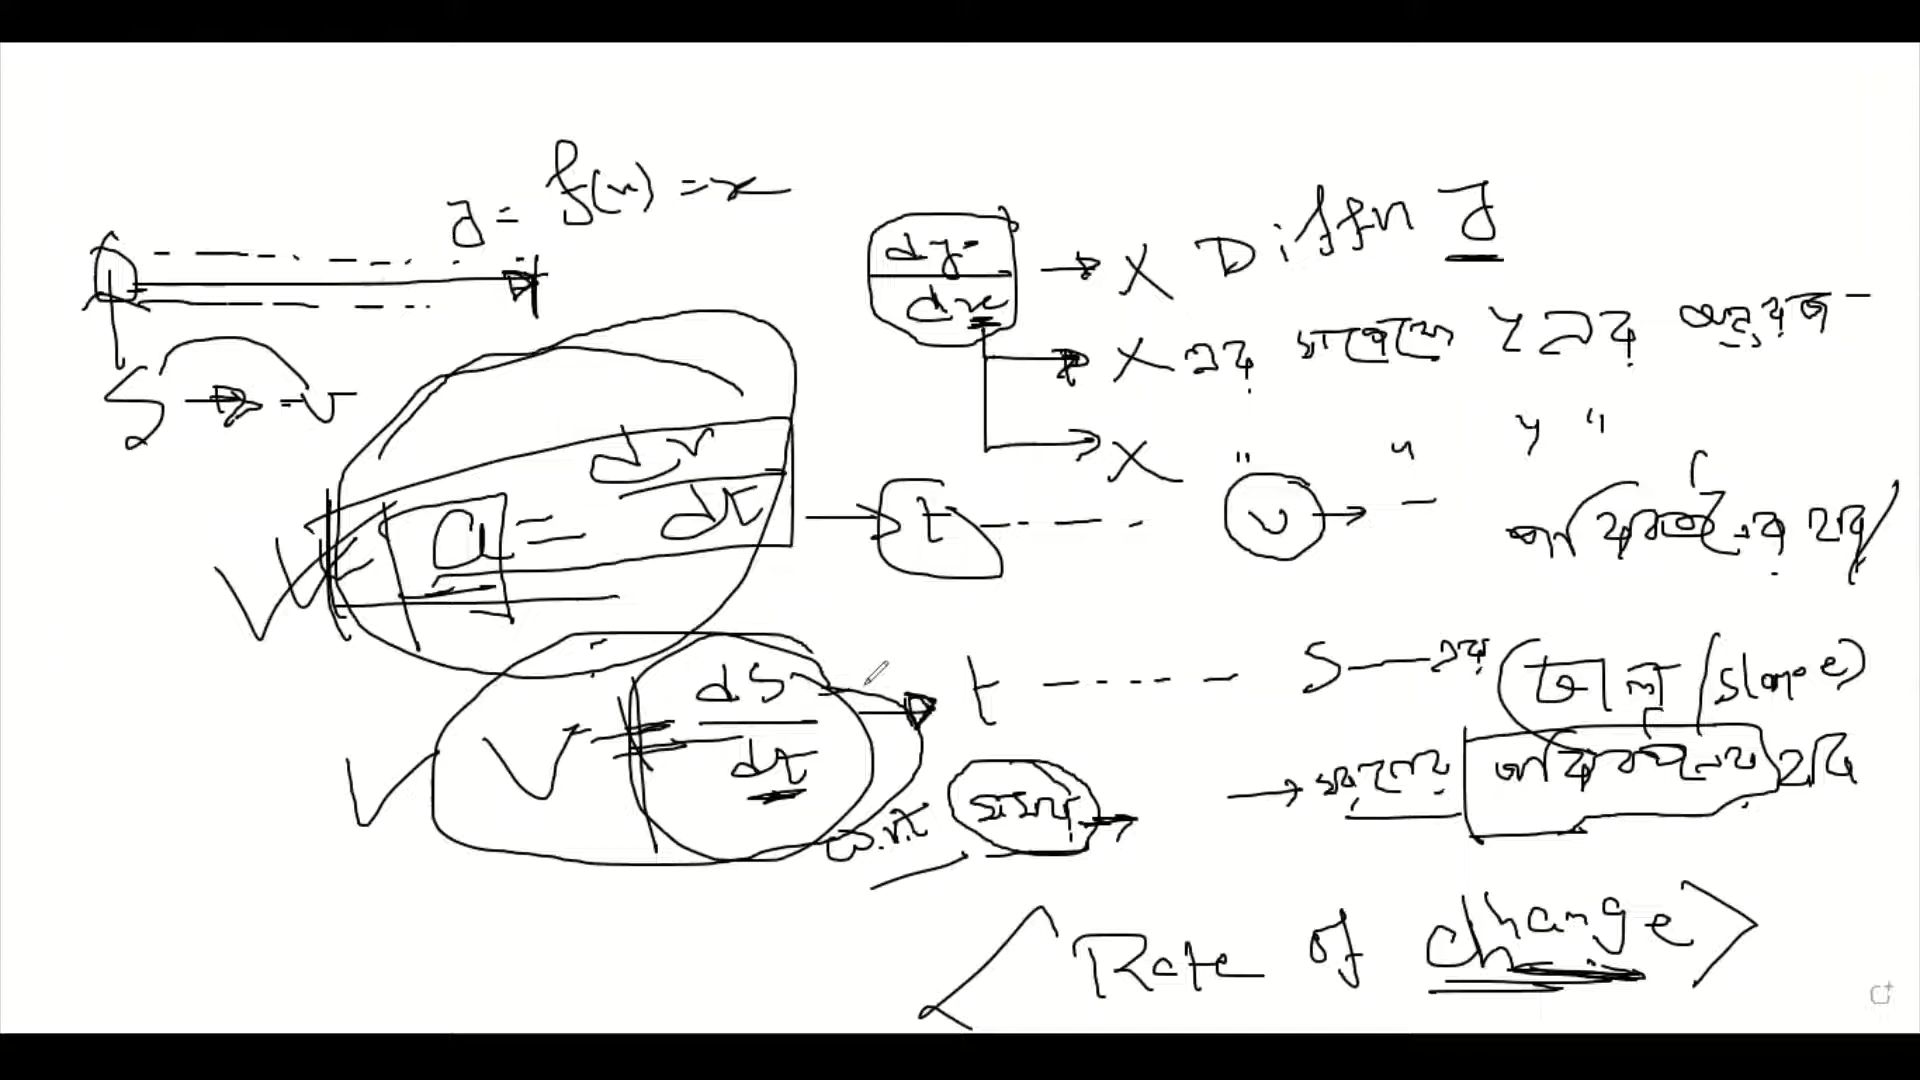 y = f(x) = x
dy/dx → x Diffn y
→ x এর সাপেক্ষে y এর অন্তরজ
→ x " " y "
S → v
a = dv/dt → t ---- v → - পরিবর্তনের হার
v = ds/dt → t ------ S — এর ঢাল/slope)
w.r.t সময় → → সরণের পরিবর্তনের হার
<Rate of change>